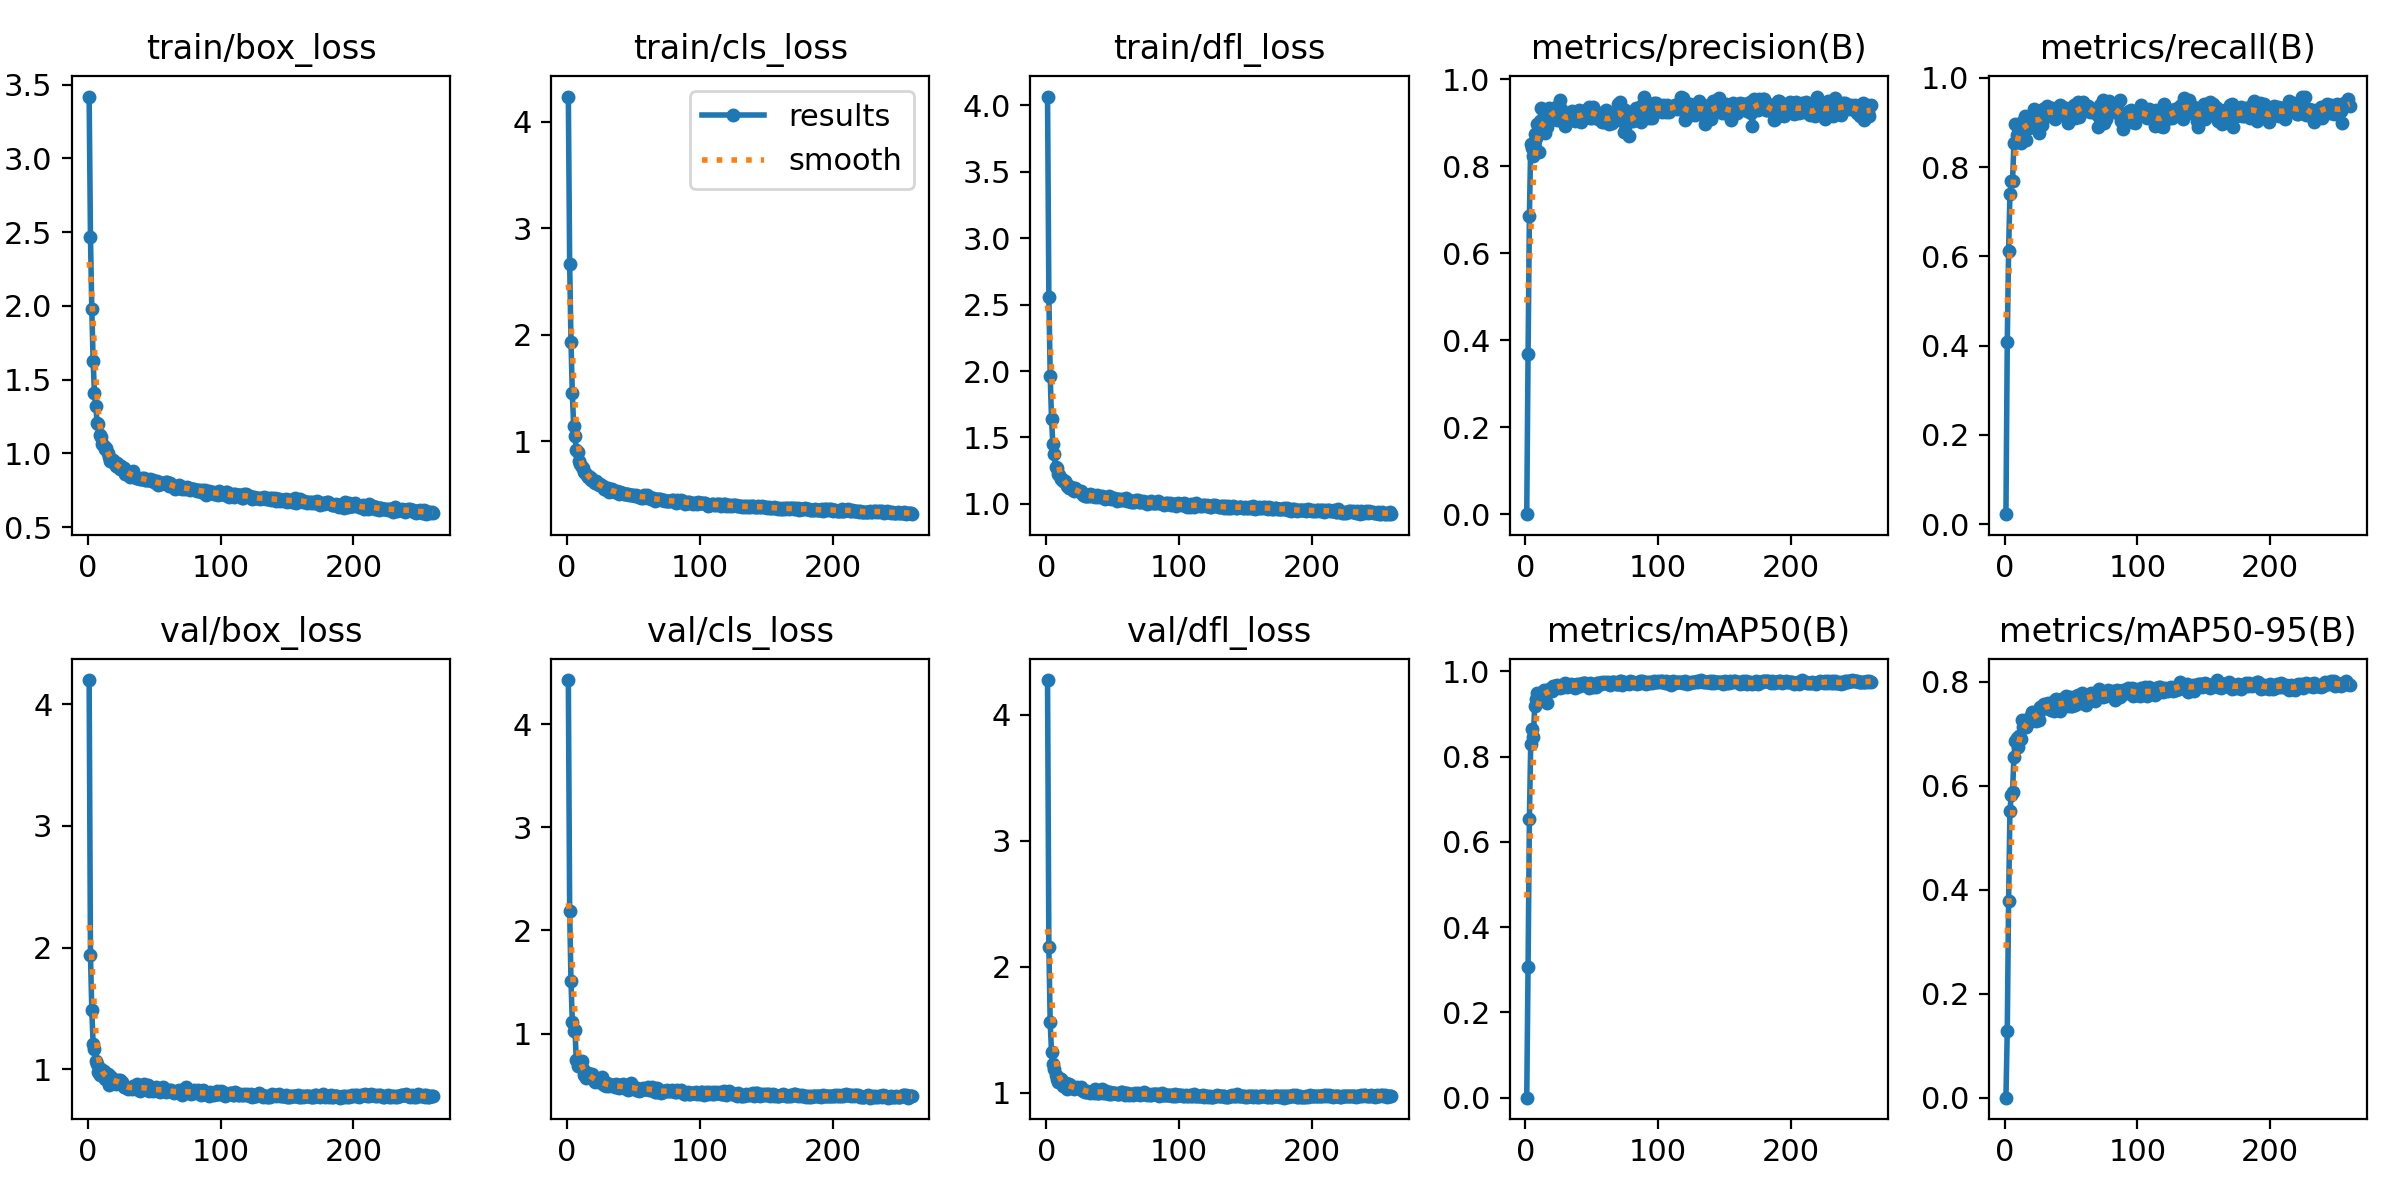 train/box_loss
3.5
3.0
2.5
2.0
1.5
1.0
0.5
0 100 200
train/cls_loss
results
smooth
4
3
2
1
0 100 200
train/dfl_loss
4.0
3.5
3.0
2.5
2.0
1.5
1.0
0 100 200
metrics/precision(B)
1.0
0.8
0.6
0.4
0.2
0.0
0 100 200
metrics/recall(B)
1.0
0.8
0.6
0.4
0.2
0.0
0 100 200
val/box_loss
4
3
2
1
0 100 200
val/cls_loss
4
3
2
1
0 100 200
val/dfl_loss
4
3
2
1
0 100 200
metrics/mAP50(B)
1.0
0.8
0.6
0.4
0.2
0.0
0 100 200
metrics/mAP50-95(B)
0.8
0.6
0.4
0.2
0.0
0 100 200